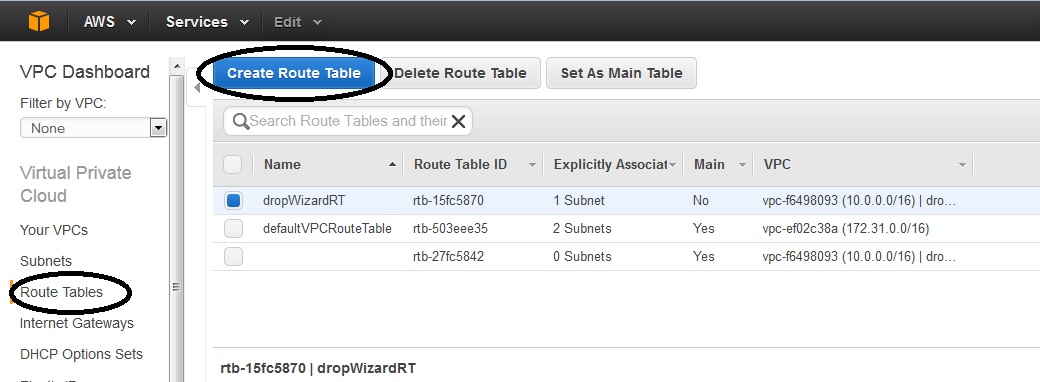 AWS Services Edit
VPC Dashboard
Filter by VPC:
None
Virtual Private
Cloud
Your VPCs
Subnets
Route Tables
Internet Gateways
DHCP Options Sets
Create Route Table Delete Route Table Set As Main Table
Search Route Tables and their
Name Route Table ID Explicitly Associat Main VPC
dropWizardRT rtb-15fc5870 1 Subnet No vpc-f6498093 (10.0.0.0/16) | dro...
defaultVPCRouteTable rtb-503eee35 2 Subnets Yes vpc-ef02c38a (172.31.0.0/16)
rtb-27fc5842 0 Subnets Yes vpc-f6498093 (10.0.0.0/16) | dro...
rtb-15fc5870 | dropWizardRT